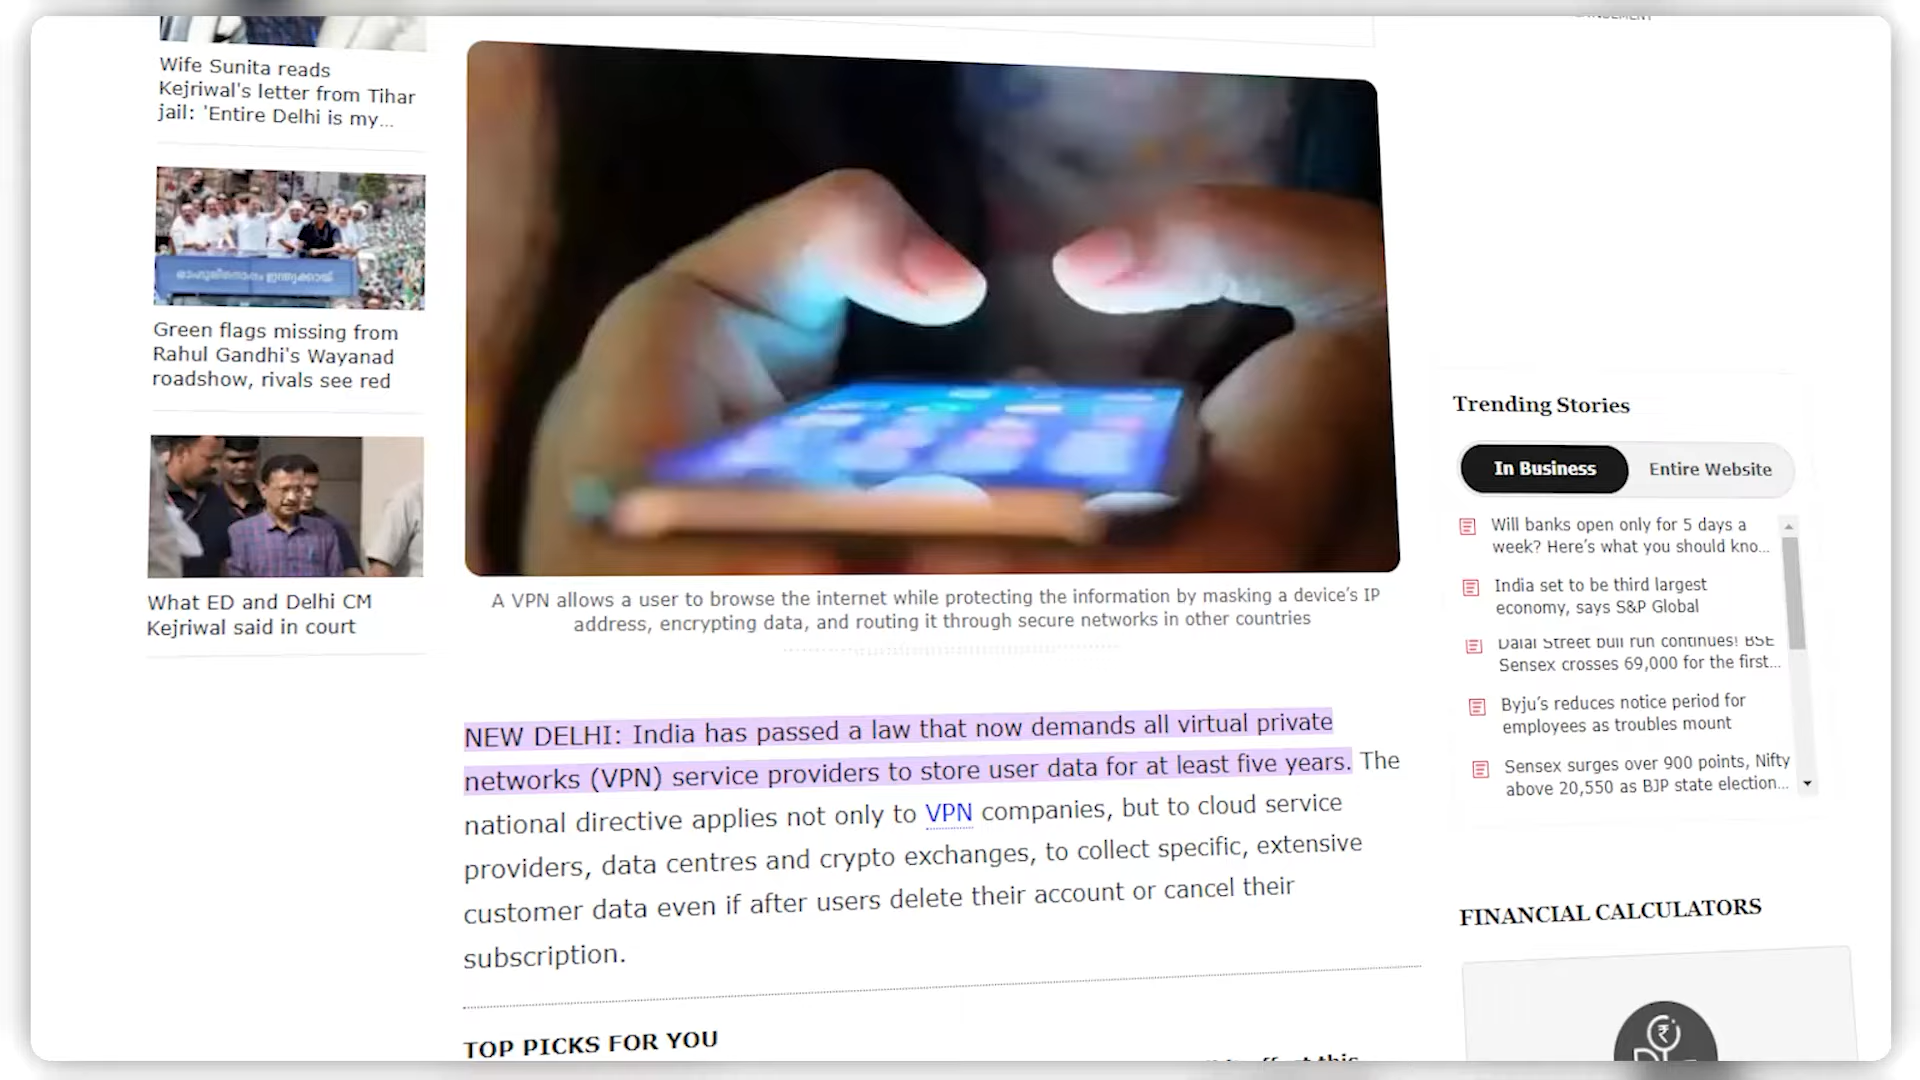 Wife Sunita reads
Kejriwal's letter from Tihar
jail: 'Entire Delhi is my...
Green flags missing from
Rahul Gandhi's Wayanad
roadshow, rivals see red
What ED and Delhi CM
Kejriwal said in court
A VPN allows a user to browse the internet while protecting the information by masking a device’s IP
address, encrypting data, and routing it through secure networks in other countries
NEW DELHI: India has passed a law that now demands all virtual private
networks (VPN) service providers to store user data for at least five years. The
national directive applies not only to VPN companies, but to cloud service
providers, data centres and crypto exchanges, to collect specific, extensive
customer data even if after users delete their account or cancel their
subscription.
TOP PICKS FOR YOU
Trending Stories
In Business
Entire Website
Will banks open only for 5 days a
week? Here’s what you should kno...
India set to be third largest
economy, says S&P Global
Dalal Street bull run continues! BSE
Sensex crosses 69,000 for the first...
Byju’s reduces notice period for
employees as troubles mount
Sensex surges over 900 points, Nifty
above 20,550 as BJP state election...
FINANCIAL CALCULATORS